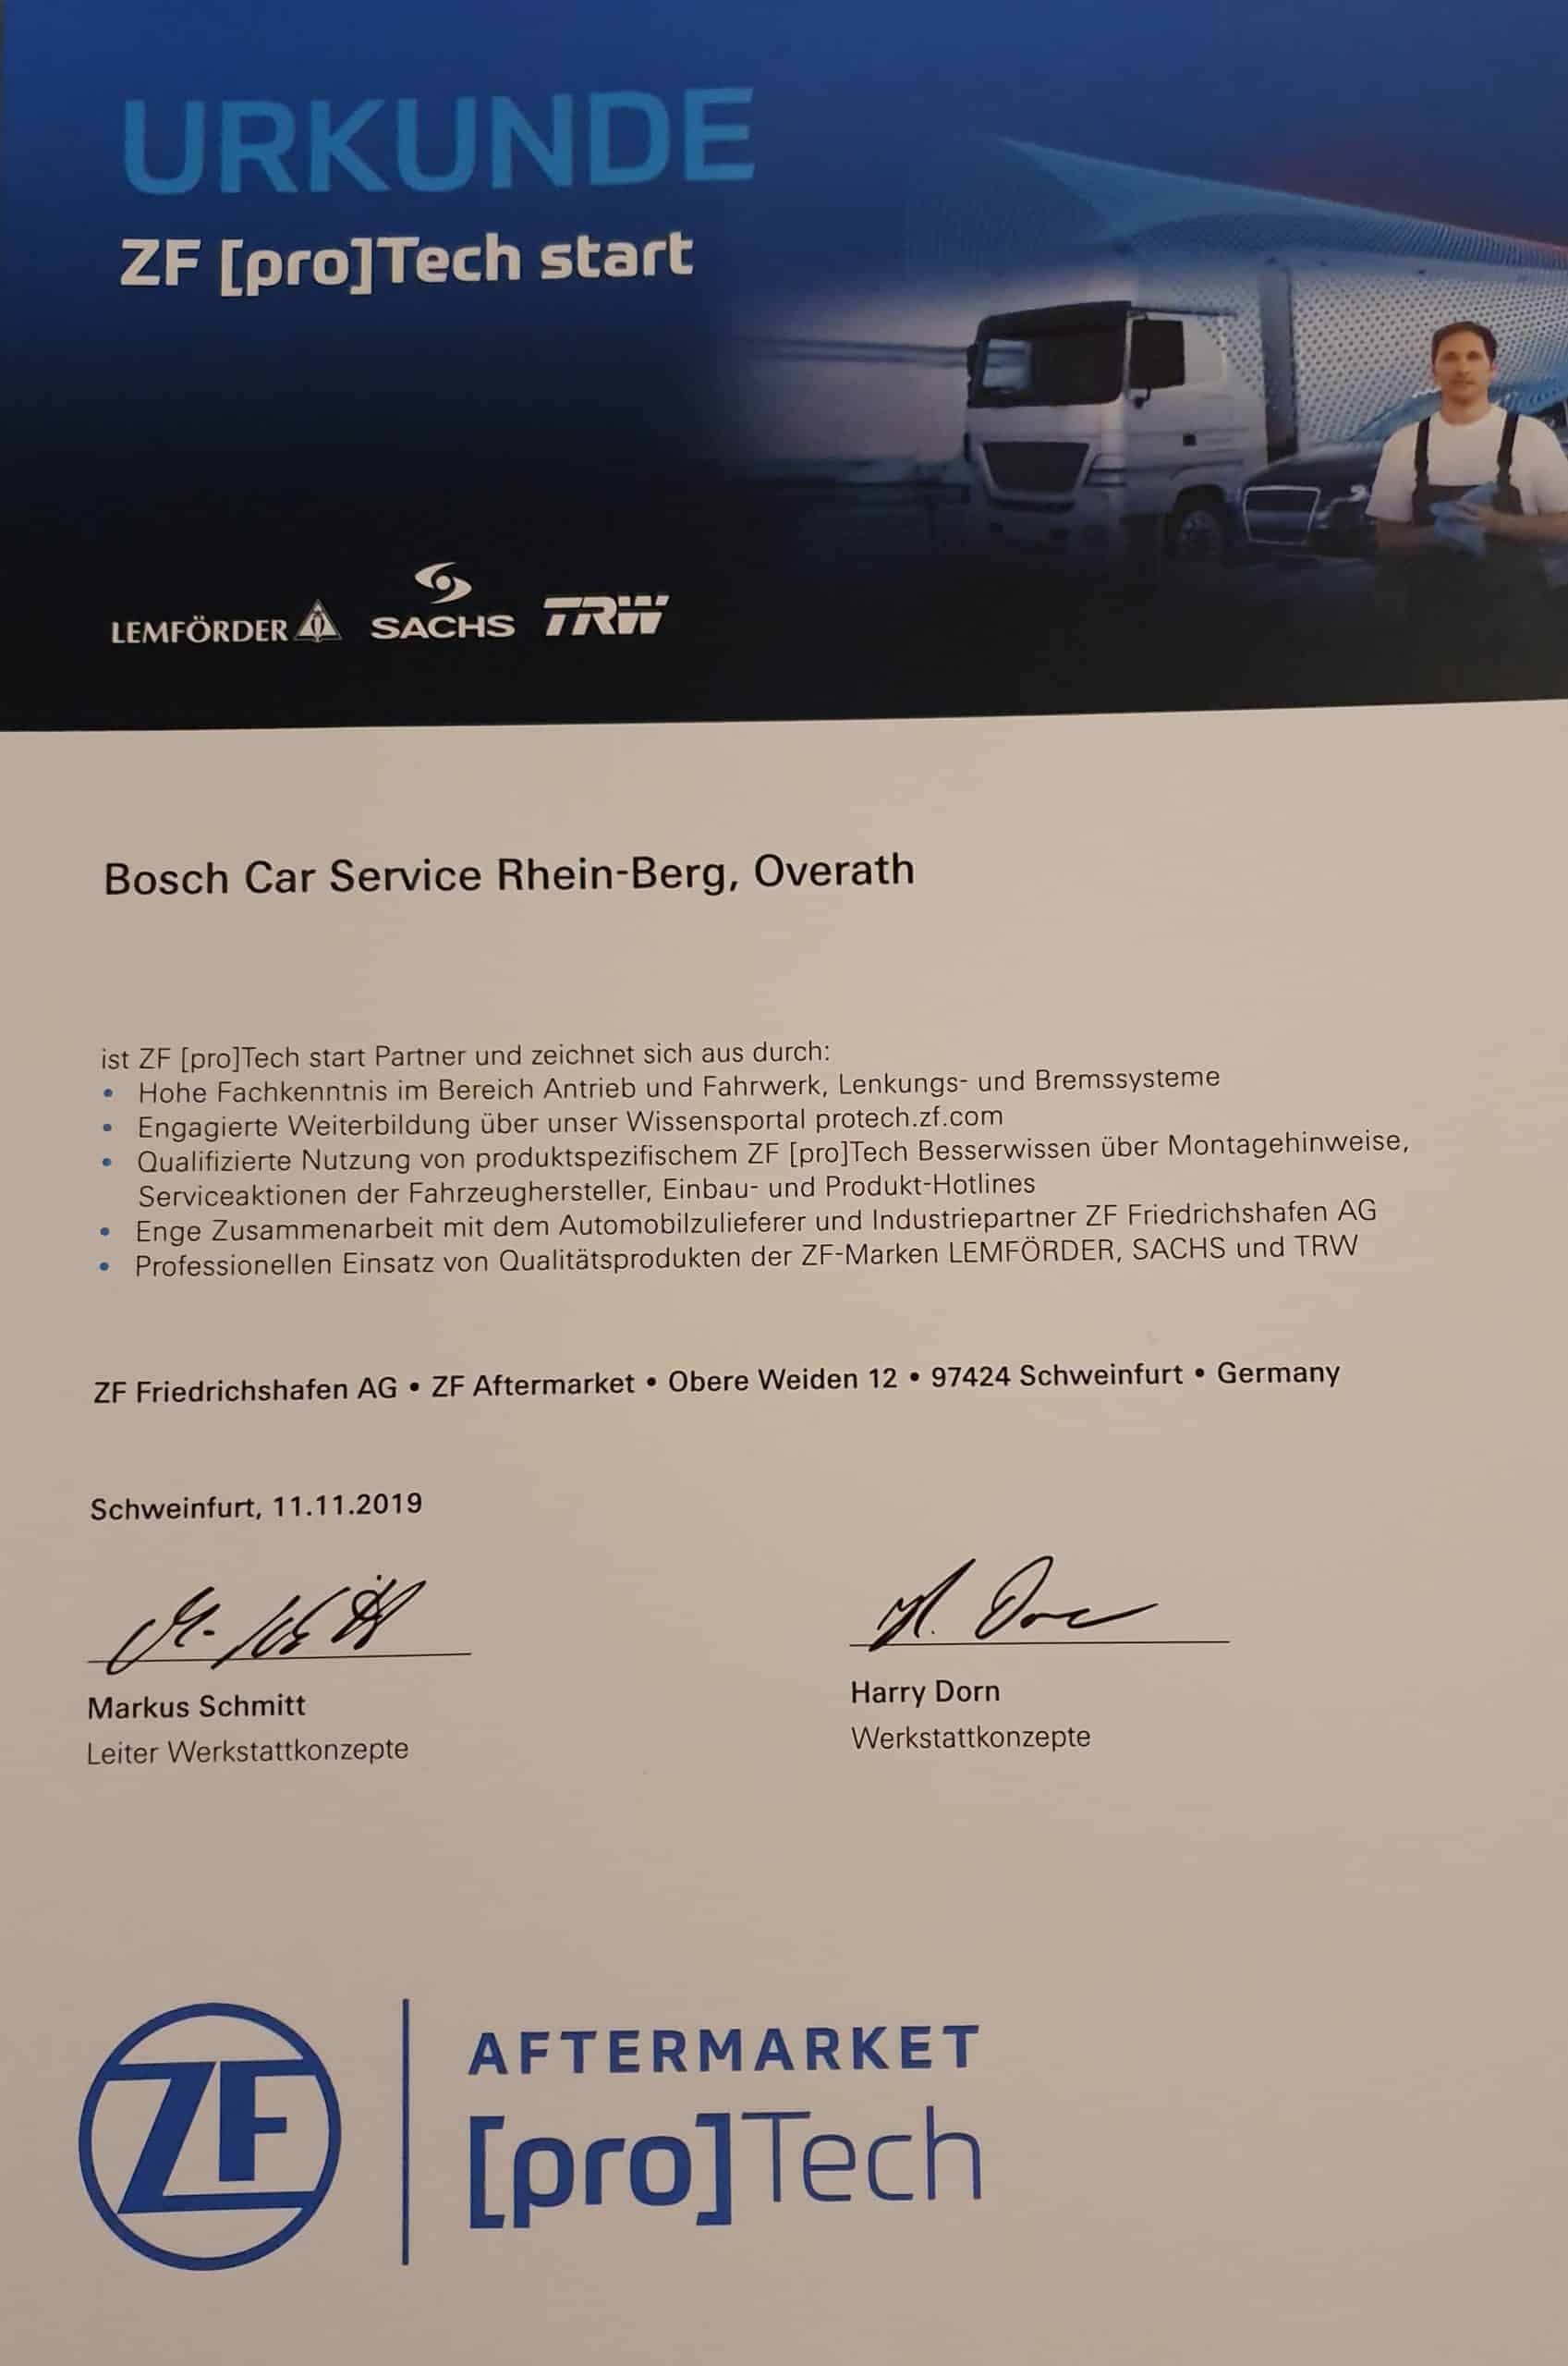 URKUNDE
ZF [pro]Tech start
LEMFÖRDER SACHS TRW
Bosch Car Service Rhein-Berg, Overath
ist ZF [pro]Tech start Partner und zeichnet sich aus durch:
• Hohe Fachkenntnis im Bereich Antrieb und Fahrwerk, Lenkungs- und Bremssysteme
• Engagierte Weiterbildung über unser Wissensportal protech.zf.com
• Qualifizierte Nutzung von produktspezifischem ZF [pro]Tech Besserwissen über Montagehinweise,
Serviceaktionen der Fahrzeughersteller, Einbau- und Produkt-Hotlines
• Enge Zusammenarbeit mit dem Automobilzulieferer und Industriepartner ZF Friedrichshafen AG
• Professionellen Einsatz von Qualitätsprodukten der ZF-Marken LEMFÖRDER, SACHS und TRW
ZF Friedrichshafen AG • ZF Aftermarket • Obere Weiden 12 • 97424 Schweinfurt • Germany
Schweinfurt, 11.11.2019
H. Dorn
Markus Schmitt
Leiter Werkstattkonzepte
Harry Dorn
Werkstattkonzepte
ZF
AFTERMARKET
[pro]Tech